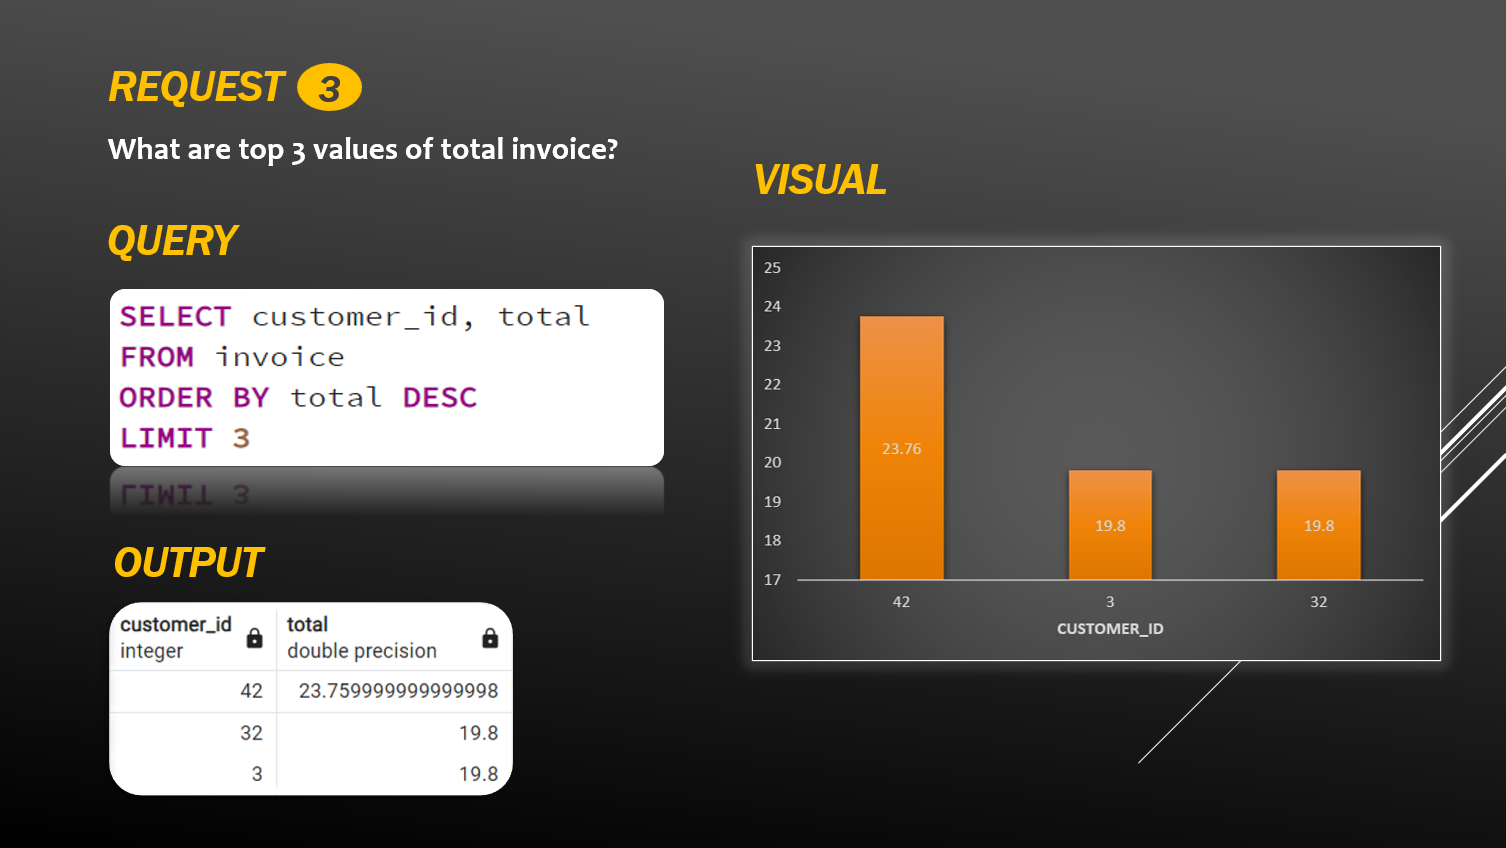 REQUEST 3
What are top 3 values of total invoice?
QUERY
SELECT customer_id, total
FROM invoice
ORDER BY total DESC
LIMIT 3
LIMIT 3
OUTPUT
customer_id total
integer double precision
42 23.759999999999998
32 19.8
3 19.8
VISUAL
25
24
23
22
21
20
19
18
17
23.76
19.8
19.8
42 3 32
CUSTOMER_ID